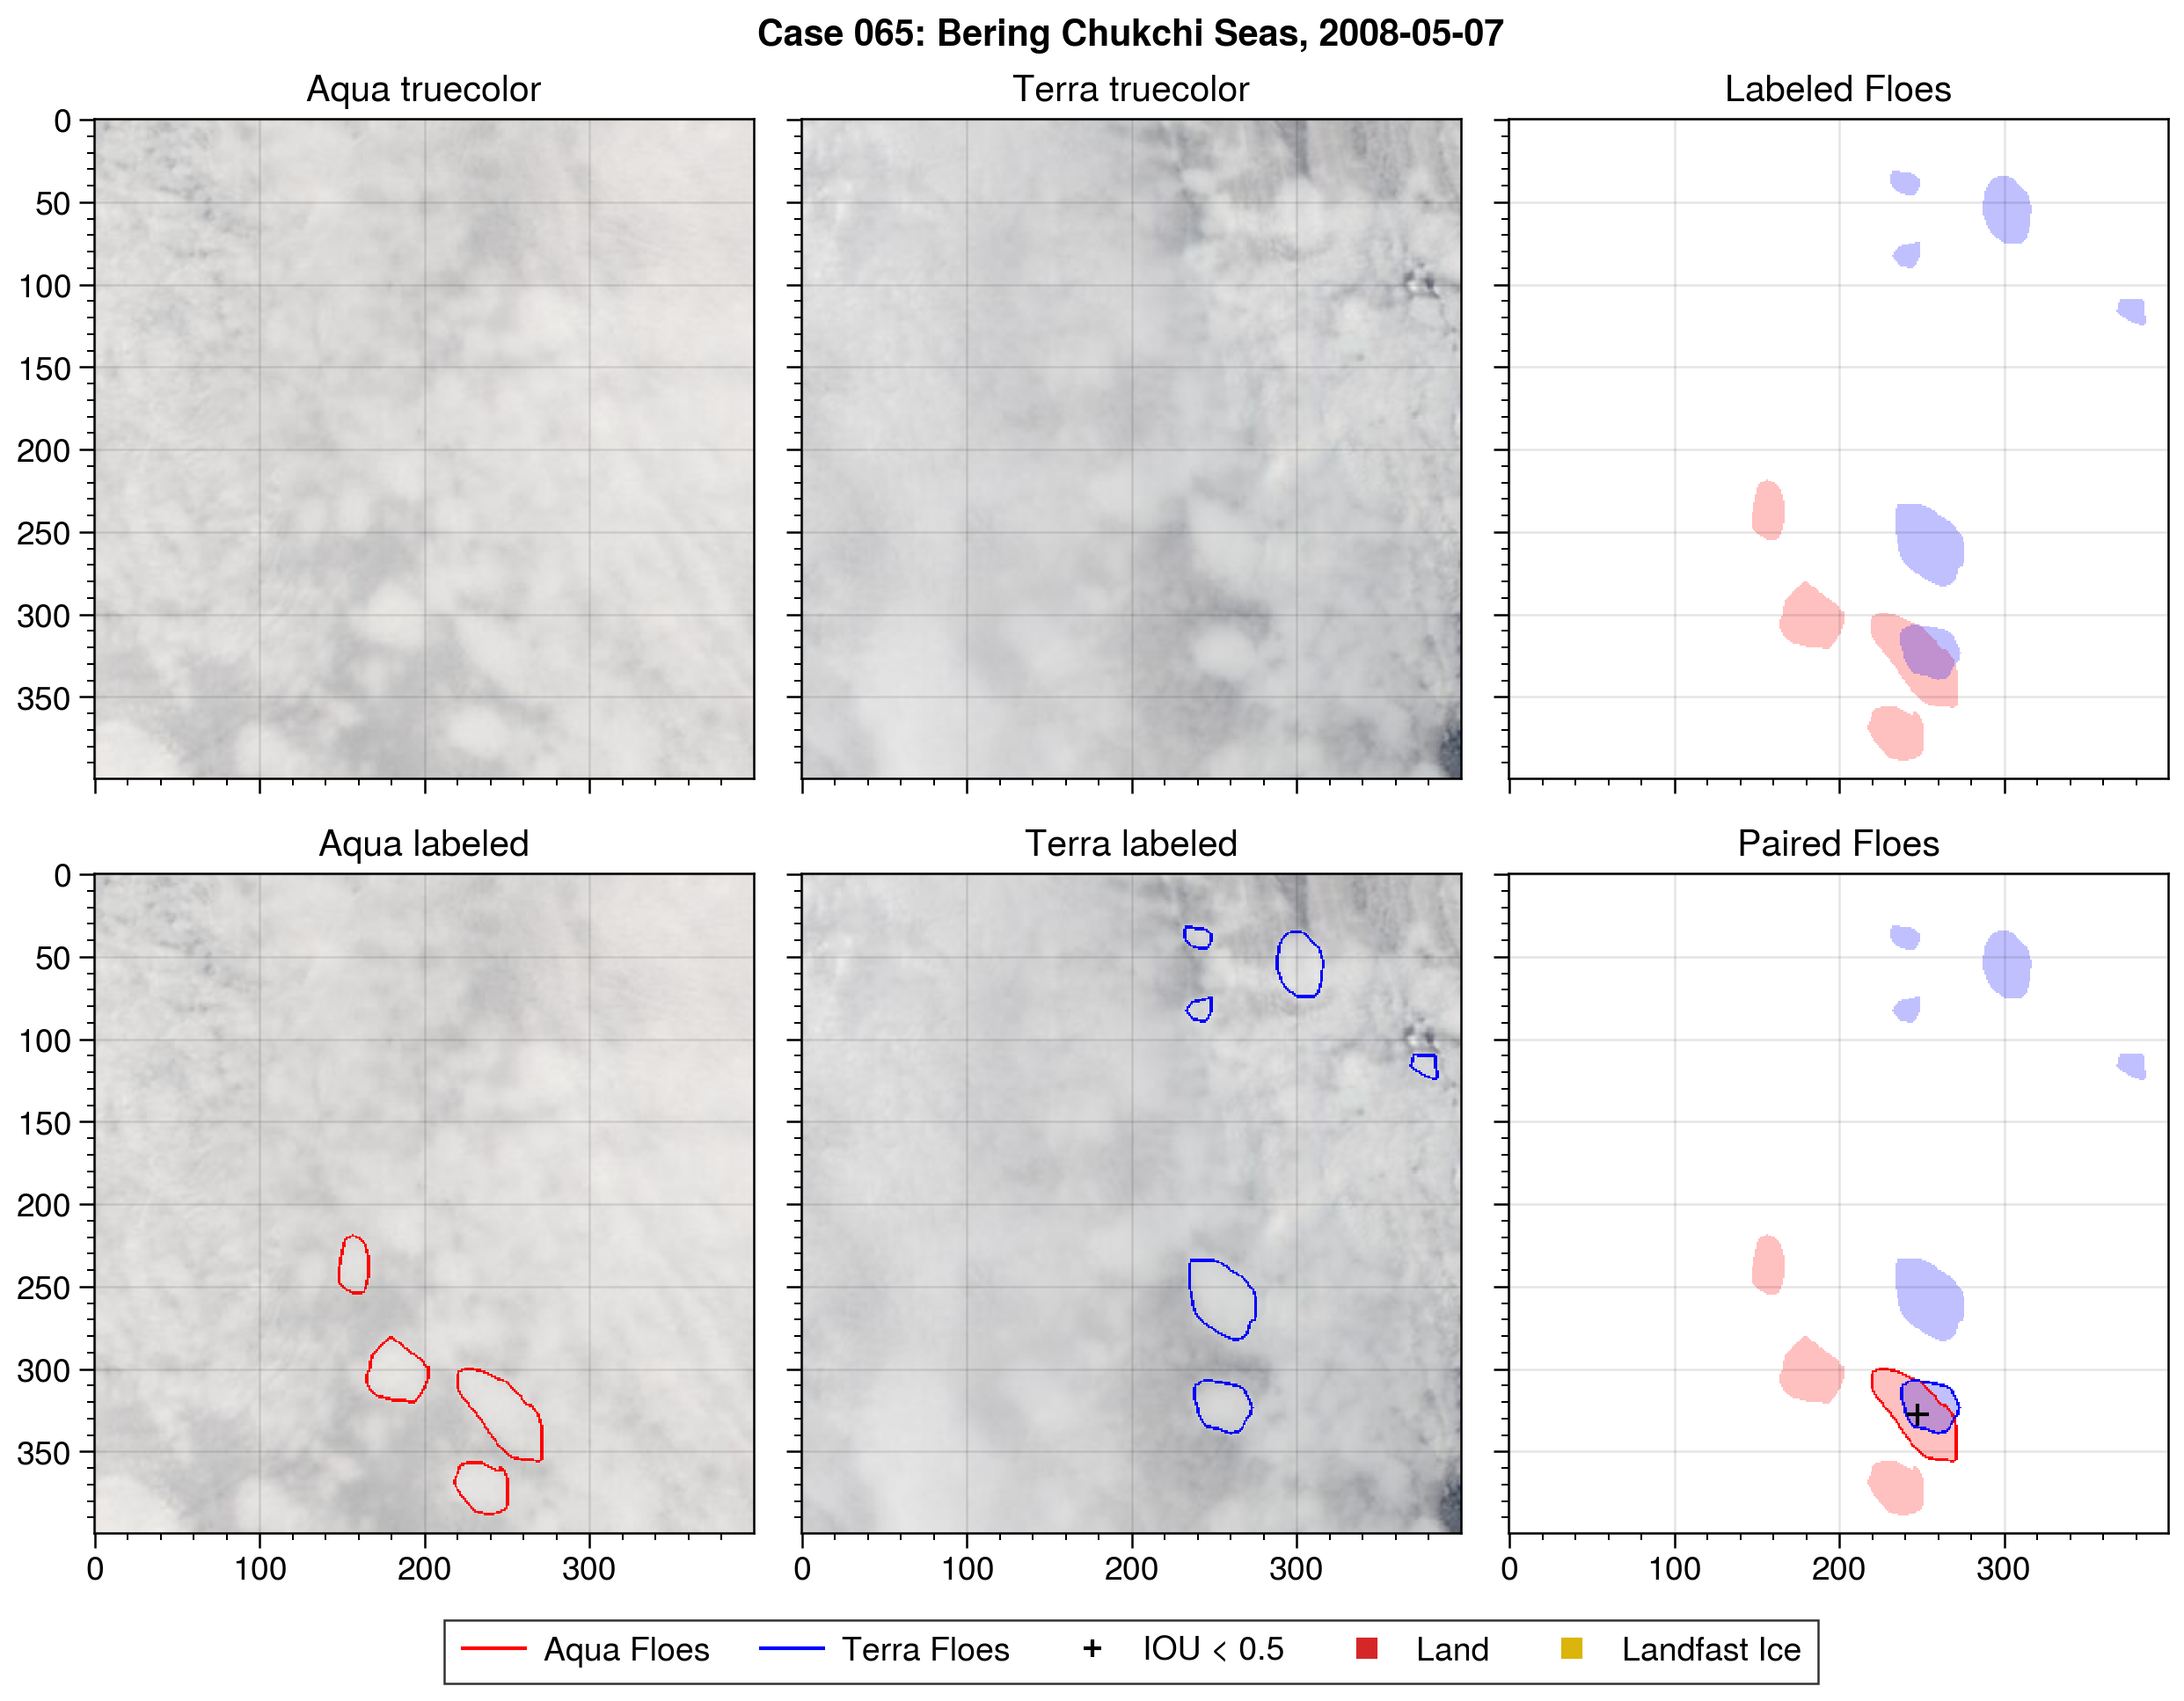 Case 065: Bering Chukchi Seas, 2008-05-07
Aqua truecolor
Terra truecolor
Labeled Floes
0
50
100
150
200
250
300
350
Aqua labeled
Terra labeled
Paired Floes
0
50
100
150
200
250
300
350
0 100 200 300
0 100 200 300
0 100 200 300
Aqua Floes
Terra Floes
IOU < 0.5
Land
Landfast Ice